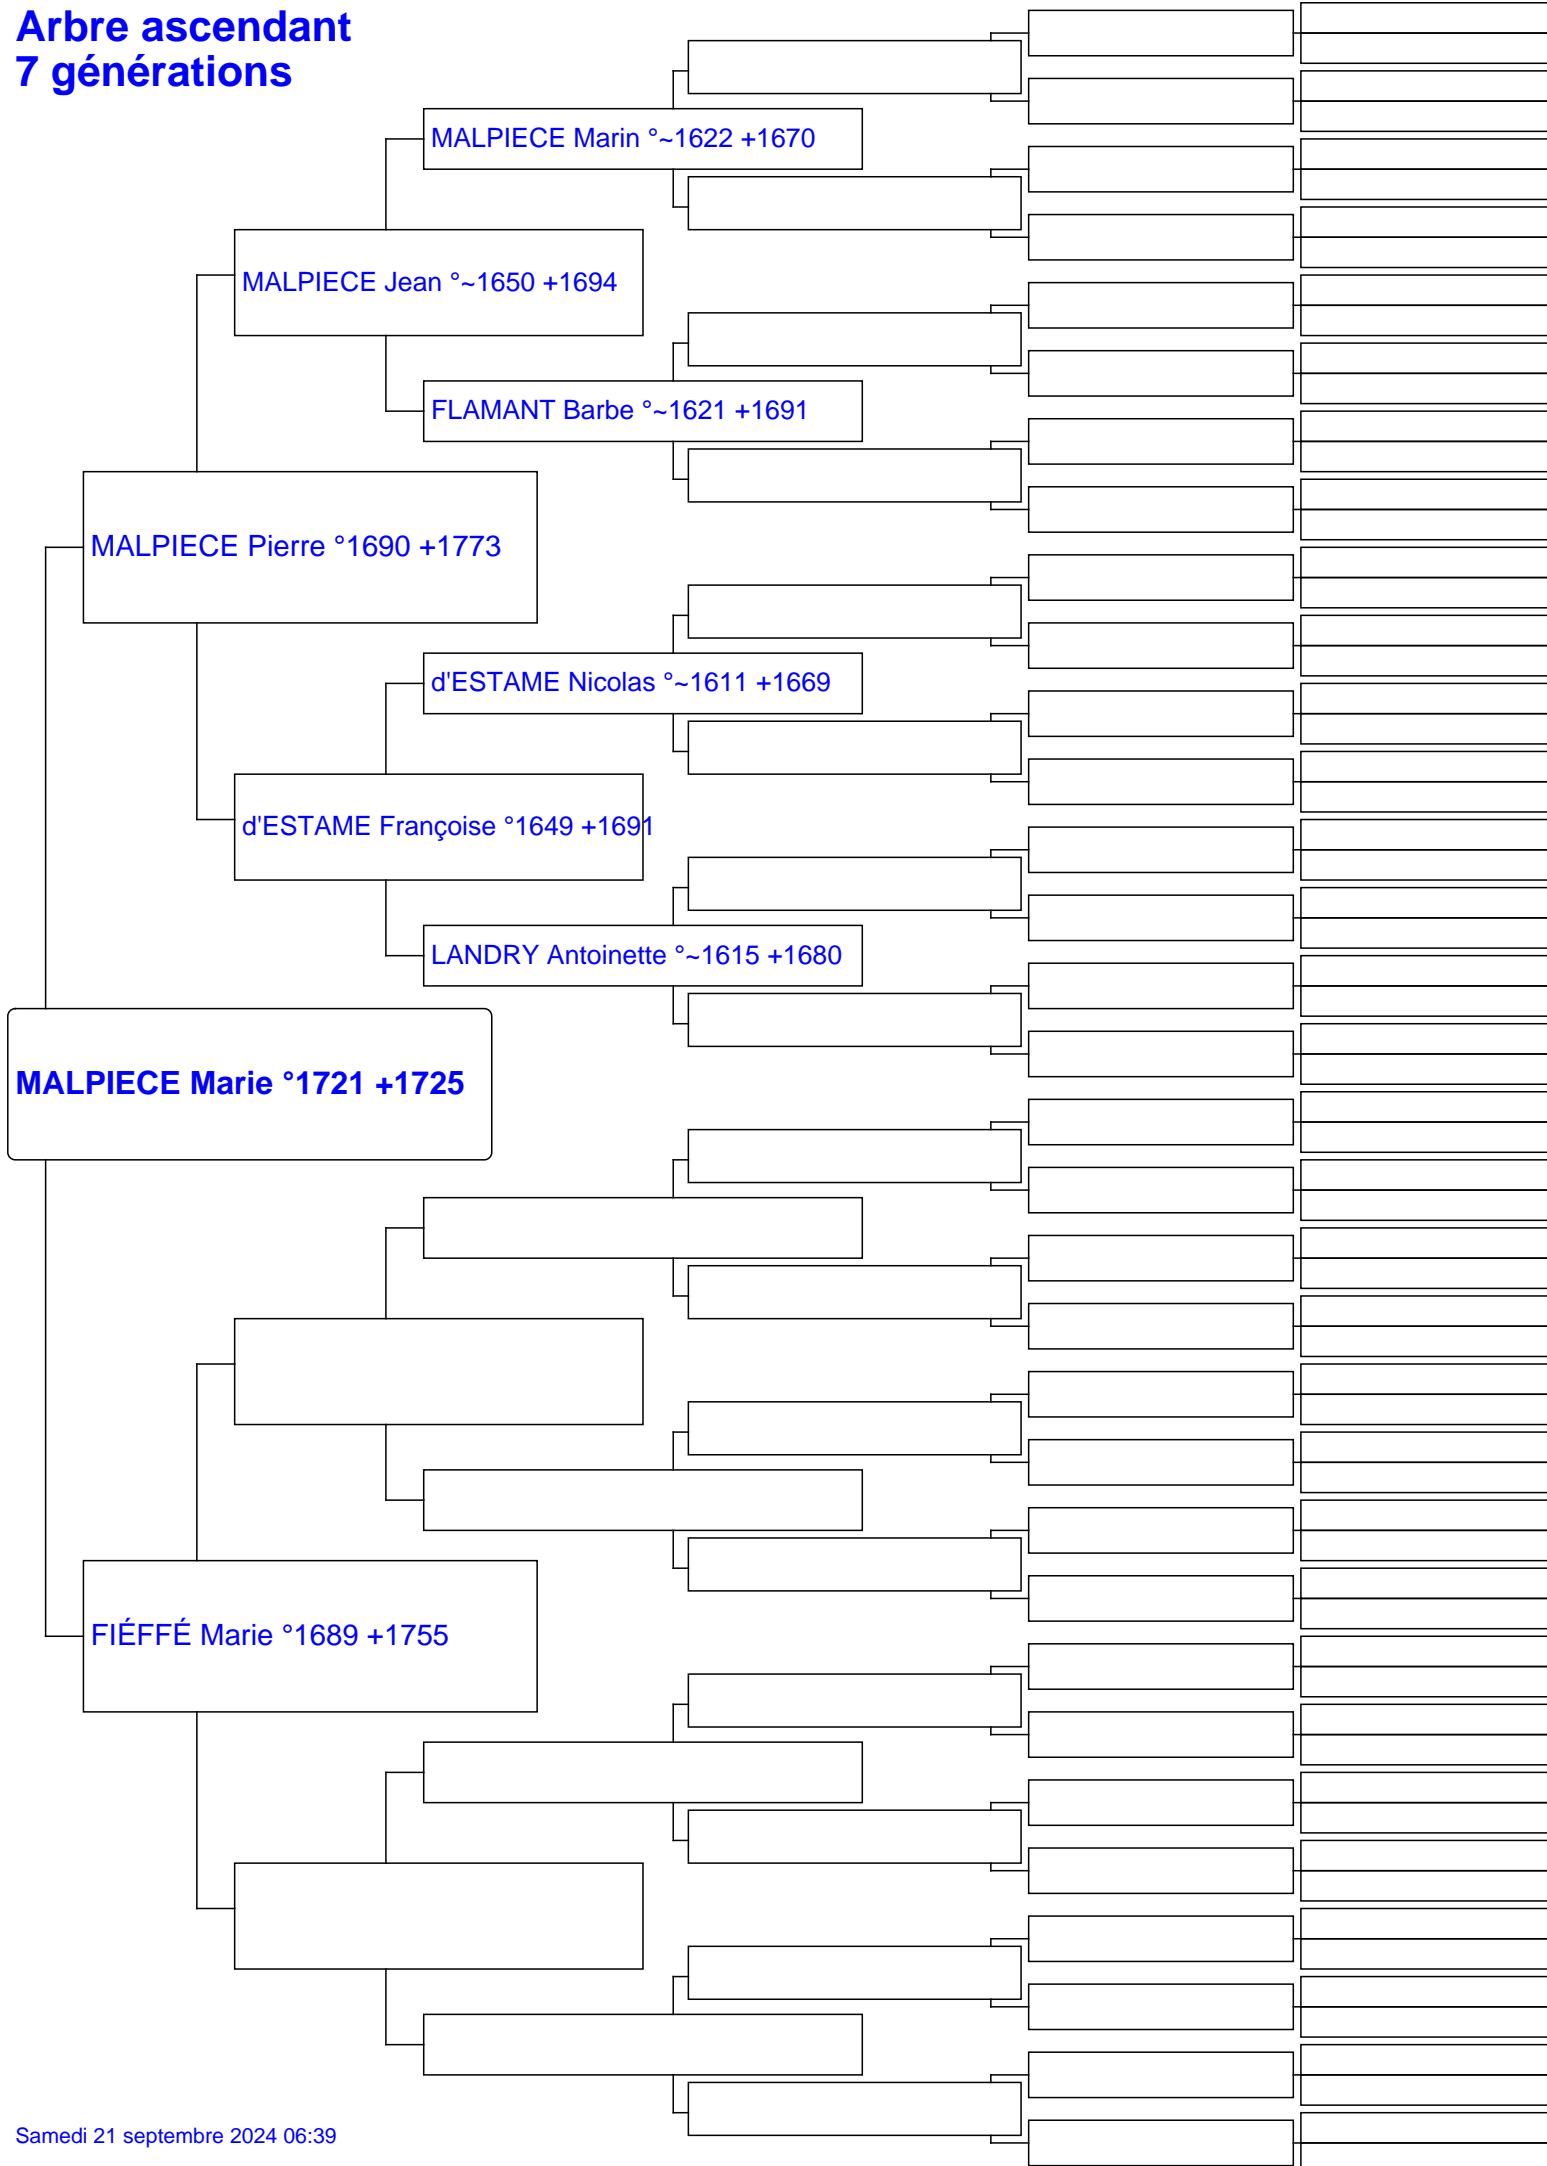 Arbre ascendant
7 générations
MALPIECE Marin °~1622 +1670
MALPIECE Jean °~1650 +1694
FLAMANT Barbe °~1621 +1691
MALPIECE Pierre °1690 +1773
d'ESTAME Nicolas °~1611 +1669
d'ESTAME Françoise °1649 +1691
LANDRY Antoinette °~1615 +1680
MALPIECE Marie °1721 +1725
FIÉFFÉ Marie °1689 +1755
Samedi 21 septembre 2024 06:39